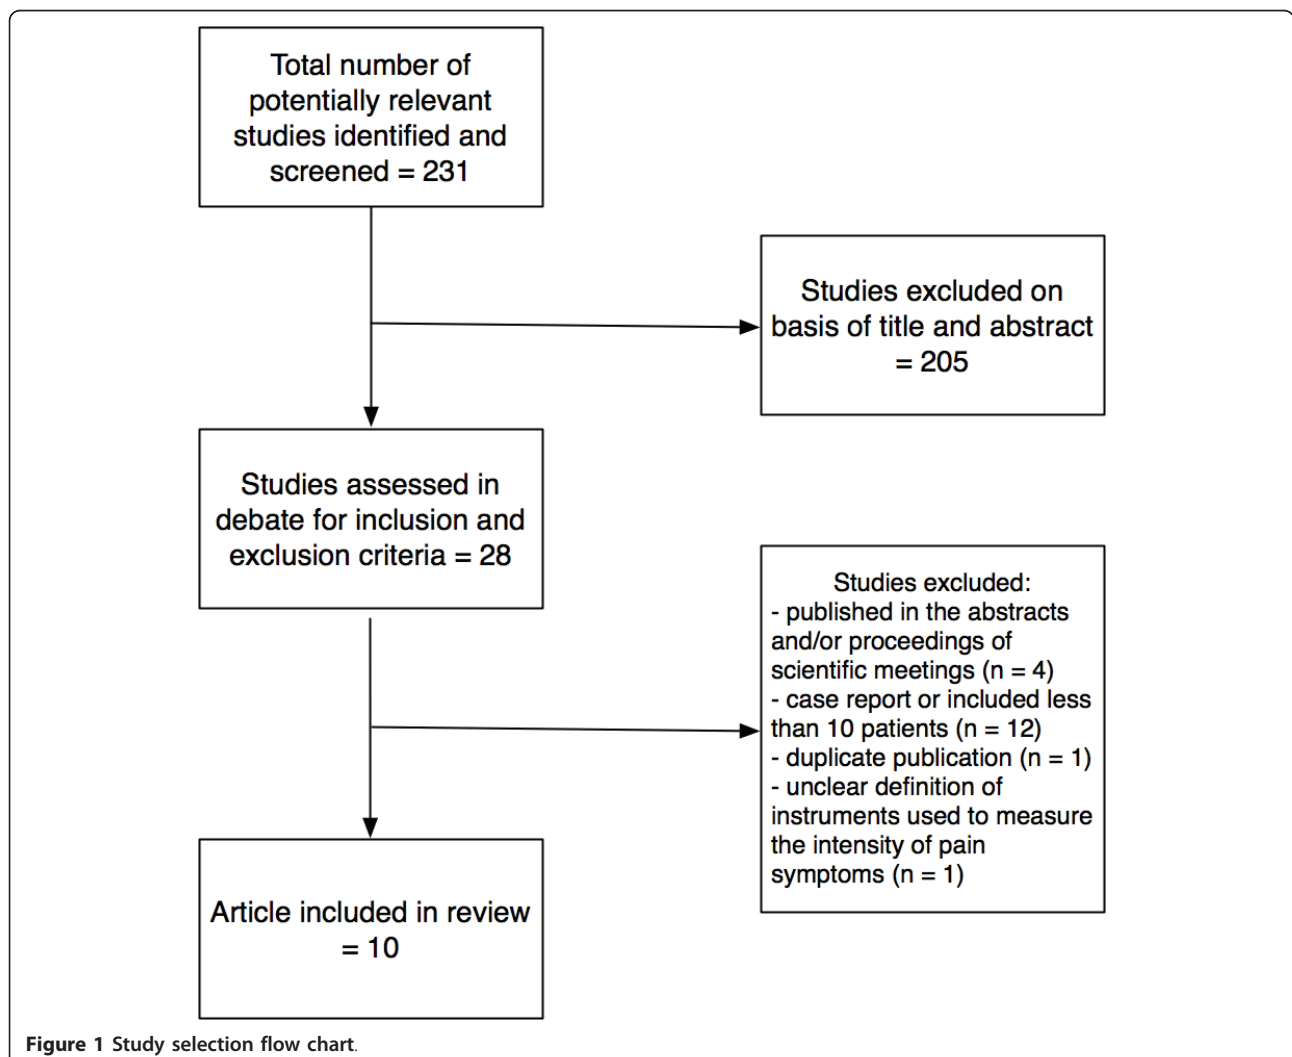 Total number of
potentially relevant
studies identified and
screened = 231
Studies excluded on
basis of title and abstract
= 205
Studies assessed in
debate for inclusion and
exclusion criteria = 28
Studies excluded:
- published in the abstracts
and/or proceedings of
scientific meetings (n = 4)
- case report or included less
than 10 patients (n = 12)
- duplicate publication (n = 1)
- unclear definition of
instruments used to measure
the intensity of pain
symptoms (n = 1)
Article included in review
= 10
Figure 1 Study selection flow chart.